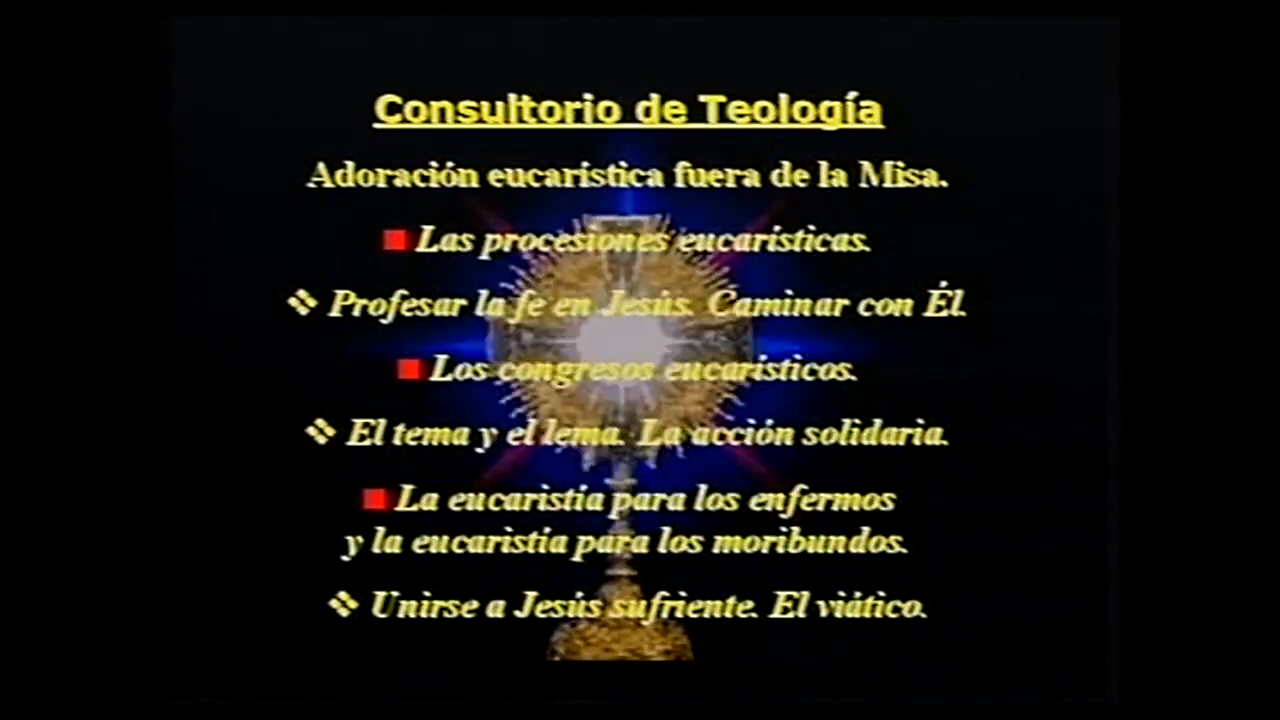 Consultorio de Teología
Adoración eucarística fuera de la Misa.
Las procesiones eucarísticas.
Profesar la fe en Jesús. Caminar con Él.
Los congresos eucarísticos.
El tema y el lema. La acción solidaria.
La eucaristía para los enfermos
y la eucaristía para los moribundos.
Unirse a Jesús sufriente. El viático.